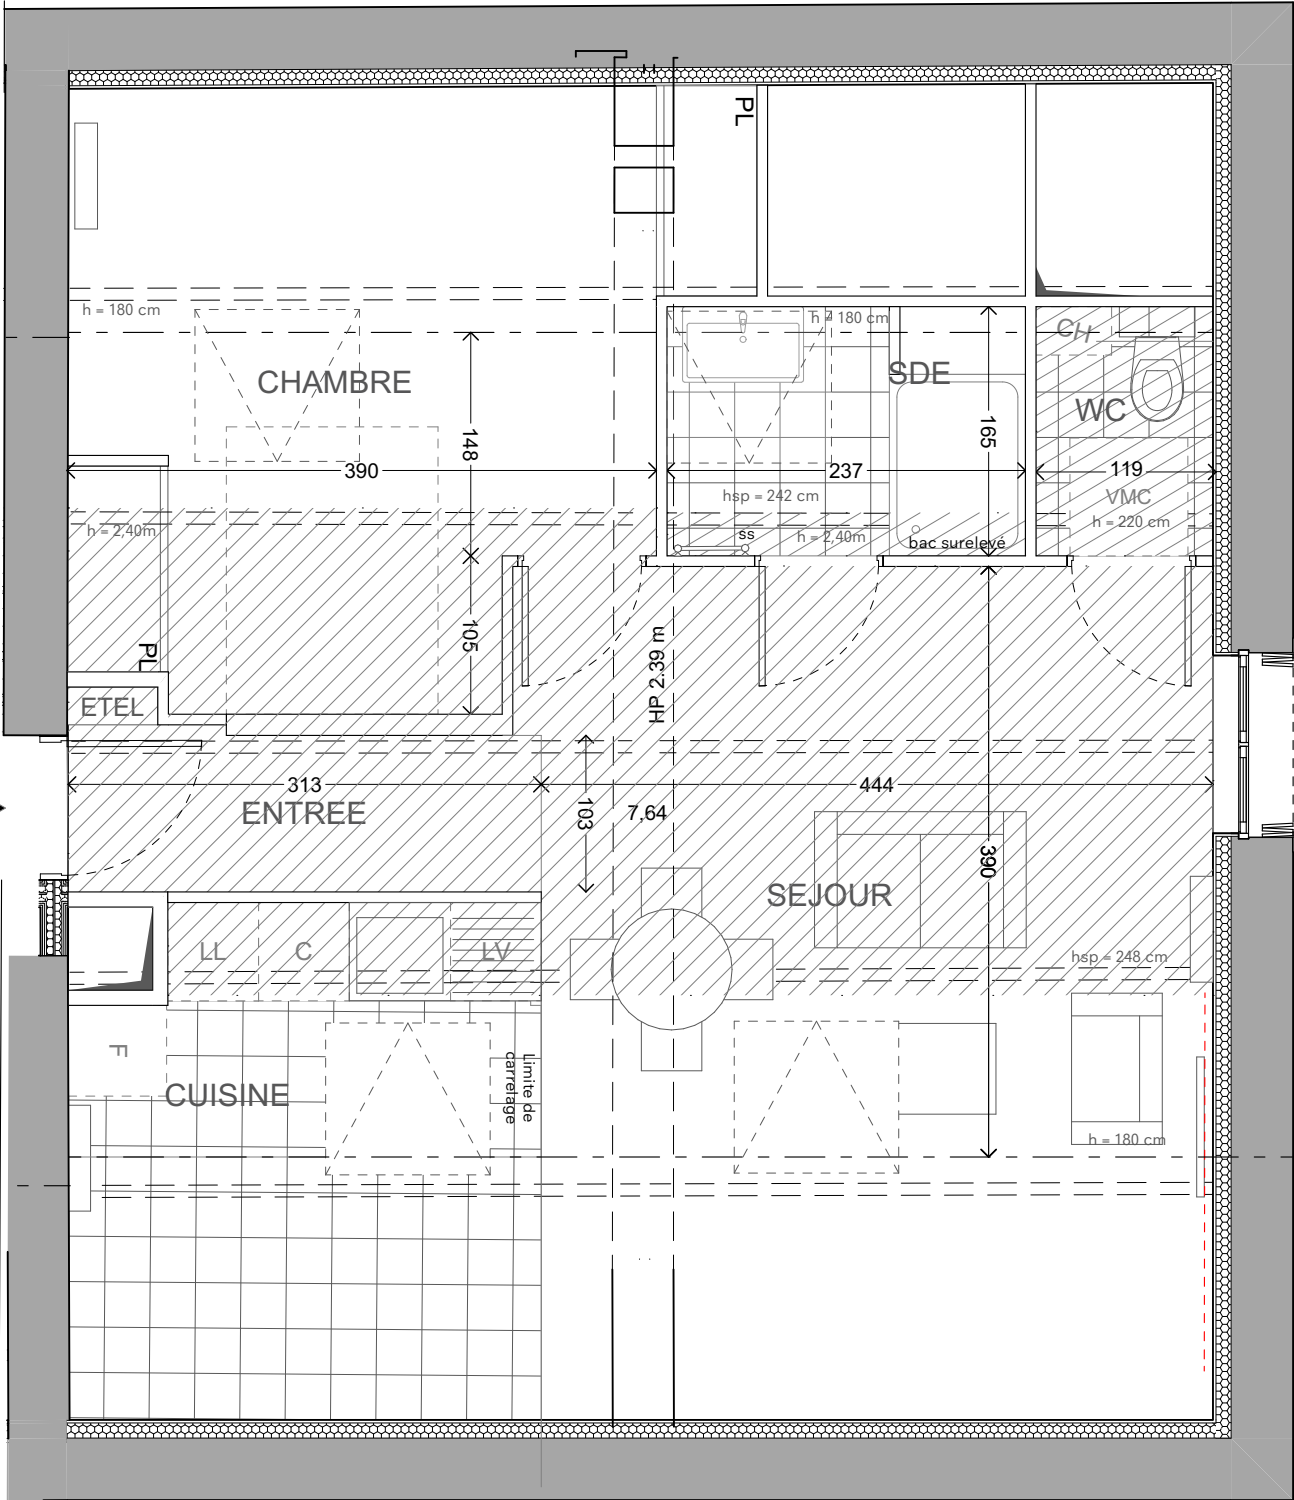 PL
h = 180 cm
h = 180 cm
CH
CHAMBRE
SDE
WC
148
165
390
237
119
hsp = 242 cm
VMC
h = 220 cm
h = 2,40m
ss
h = 2,40m
bac surelevé
105
HP 2.39 m
PL
ETEL
313
444
103
7,64
ENTREE
390
SEJOUR
LL
C
LV
hsp = 248 cm
F
Limite de
carrelage
CUISINE
h = 180 cm